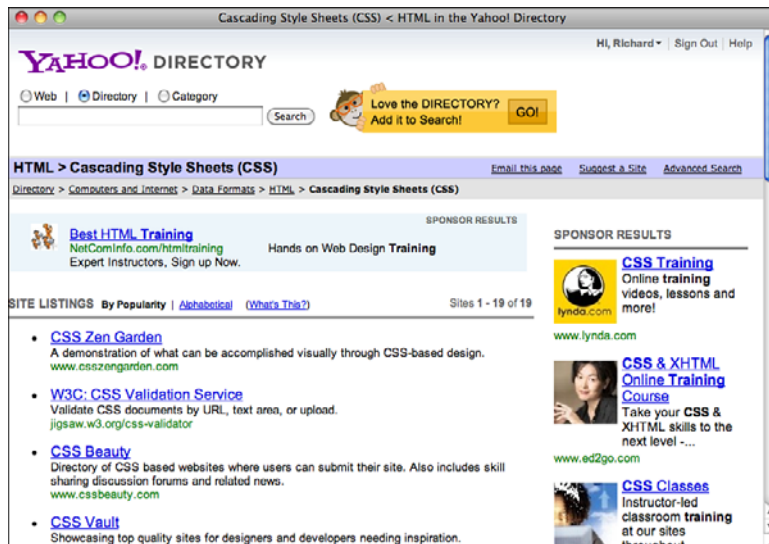 Cascading Style Sheets (CSS) < HTML in the Yahoo! Directory
Hi, Richard | Sign Out | Help
YAHOO! DIRECTORY
Web | Directory | Category
Search
Love the DIRECTORY?
Add it to Search!
GO!
HTML > Cascading Style Sheets (CSS)
Email this page Suggest a Site Advanced Search
Directory > Computers and Internet > Data Formats > HTML > Cascading Style Sheets (CSS)
SPONSOR RESULTS
Best HTML Training
NetComInfo.com/htmltraining Hands on Web Design Training
Expert Instructors, Sign up Now.
SITE LISTINGS By Popularity | Alphabetical (What's This?) Sites 1 - 19 of 19
• CSS Zen Garden
A demonstration of what can be accomplished visually through CSS-based design.
www.csszengarden.com
• W3C: CSS Validation Service
Validate CSS documents by URL, text area, or upload.
jigsaw.w3.org/css-validator
• CSS Beauty
Directory of CSS based websites where users can submit their site. Also includes skill
sharing discussion forums and related news.
www.cssbeauty.com
• CSS Vault
Showcasing top quality sites for designers and developers needing inspiration.
SPONSOR RESULTS
lynda.com
CSS Training
Online training
videos, lessons and
more!
www.lynda.com
CSS & XHTML
Online Training
Course
Take your CSS &
XHTML skills to the
next level -...
www.ed2go.com
CSS Classes
Instructor-led
classroom training
at our sites
throughout